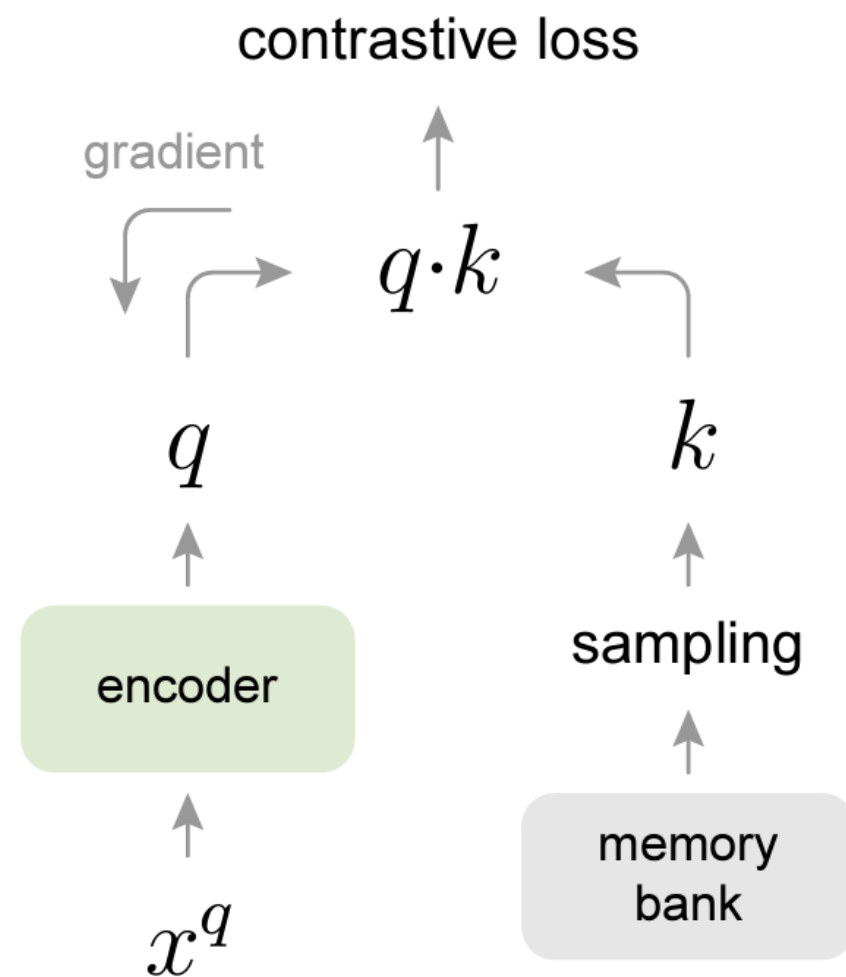 contrastive loss
gradient
q·k
q
k
encoder
sampling
memory
bank
x^q